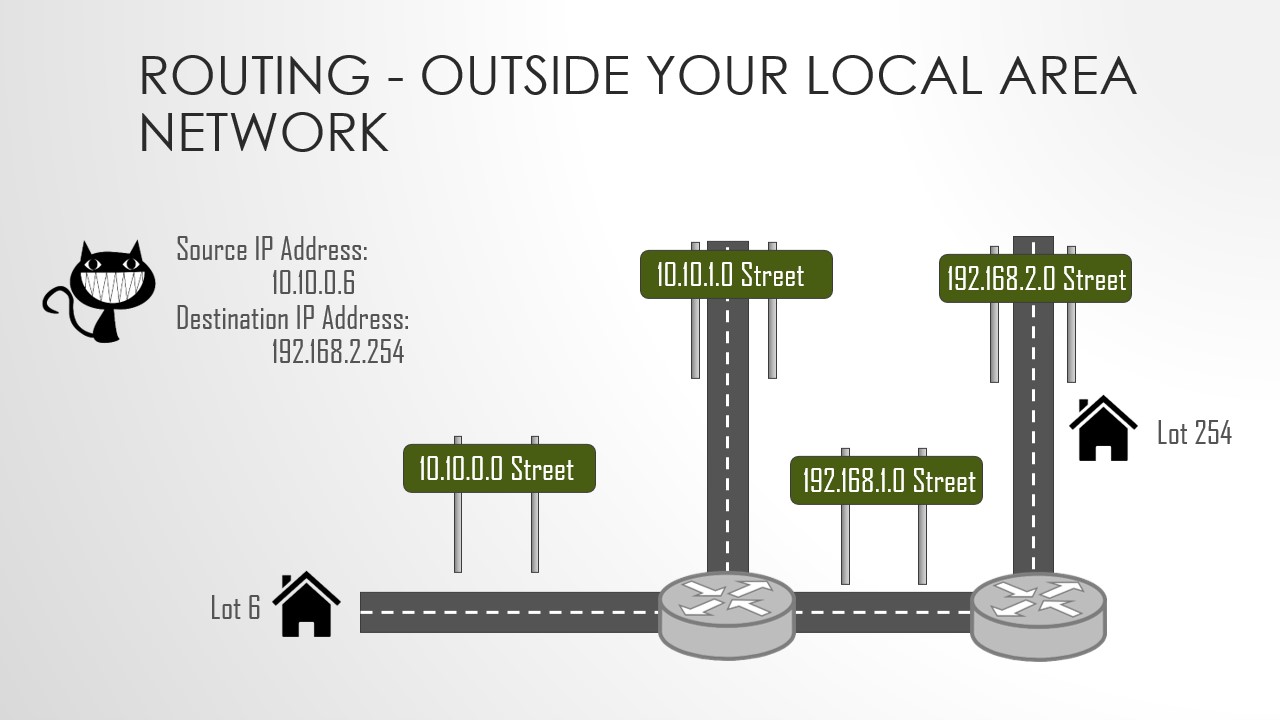 ROUTING - OUTSIDE YOUR LOCAL AREA
NETWORK
Source IP Address:
10.10.0.6
Destination IP Address:
192.168.2.254
10.10.1.0 Street
192.168.2.0 Street
Lot 254
10.10.0.0 Street
192.168.1.0 Street
Lot 6